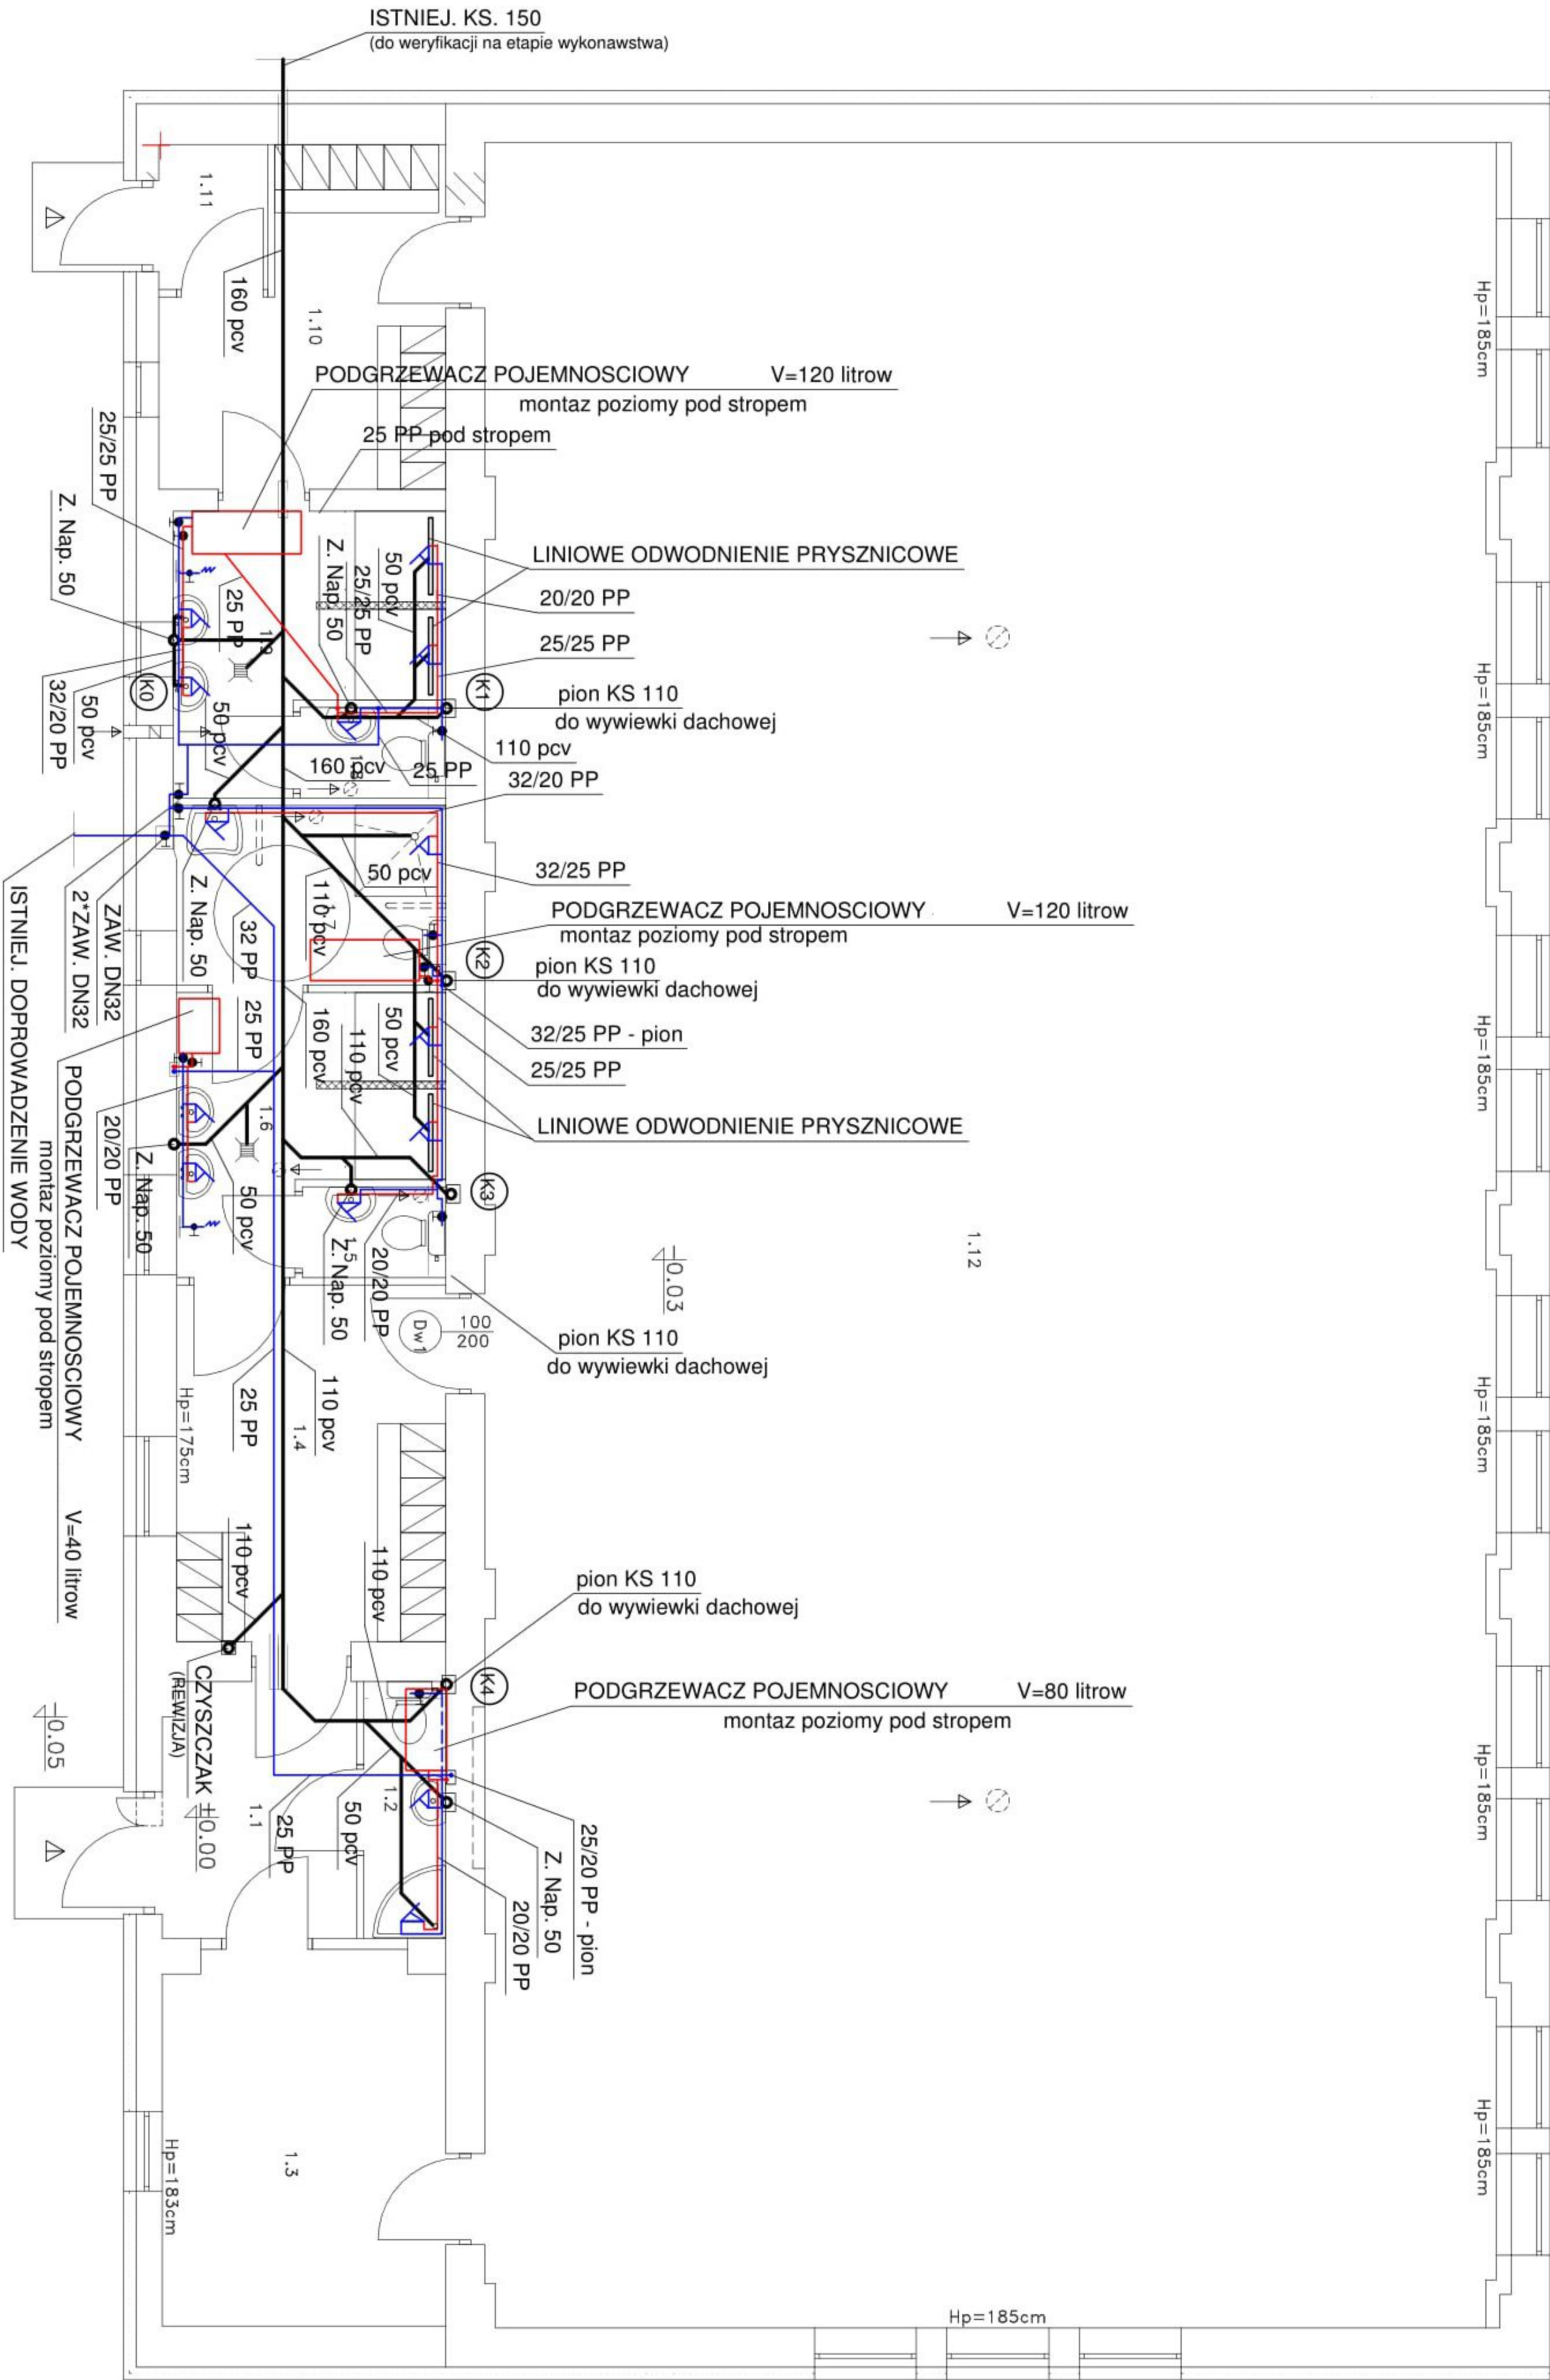 ISTNIEJ. KS. 150
(do weryfikacji na etapie wykonawstwa)
1.11
160 pcv
1.10
Hp=185cm
PODGRZEWACZ POJEMNOSCIOWY V=120 litrow
montaz poziomy pod stropem
25 PP pod stropem
25/25 PP
Z. Nap. 50
LINIOWE ODWODNIENIE PRYSZNICOWE
50 pcv
25/25 PP
Z. Nap. 50
25 PP
1.9
20/20 PP
25/25 PP
K1
pion KS 110
do wywiewki dachowej
K0
50 pcv
32/20 PP
50 pcv
160 pcv
1.8
25 PP
110 pcv
32/20 PP
Hp=185cm
50 pcv
32/25 PP
110 pcv
1.7
Z. Nap. 50
32 PP
PODGRZEWACZ POJEMNOSCIOWY V=120 litrow
montaz poziomy pod stropem
K2
pion KS 110
do wywiewki dachowej
ZAW. DN32
2*ZAW. DN32
ISTNIEJ. DOPROWADZENIE WODY
25 PP
160 pcv
110 pcv
50 pcv
32/25 PP - pion
25/25 PP
Hp=185cm
LINIOWE ODWODNIENIE PRYSZNICOWE
1.6
20/20 PP
Z. Nap. 50
50 pcv
K3
PODGRZEWACZ POJEMNOSCIOWY V=40 litrow
montaz poziomy pod stropem
1.5
Z. Nap. 50
20/20 PP
1.12
-0.03
Dw1
100
200
pion KS 110
do wywiewki dachowej
Hp=175cm
25 PP
110 pcv
1.4
Hp=185cm
110 pcv
110 pcv
pion KS 110
do wywiewki dachowej
K4
PODGRZEWACZ POJEMNOSCIOWY V=80 litrow
montaz poziomy pod stropem
CZYSZCZAK
(REWIZJA)
-0.05
±0.00
1.1
25 PP
50 pcv
1.2
25/20 PP - pion
Z. Nap. 50
20/20 PP
Hp=185cm
1.3
Hp=183cm
Hp=185cm
Hp=185cm